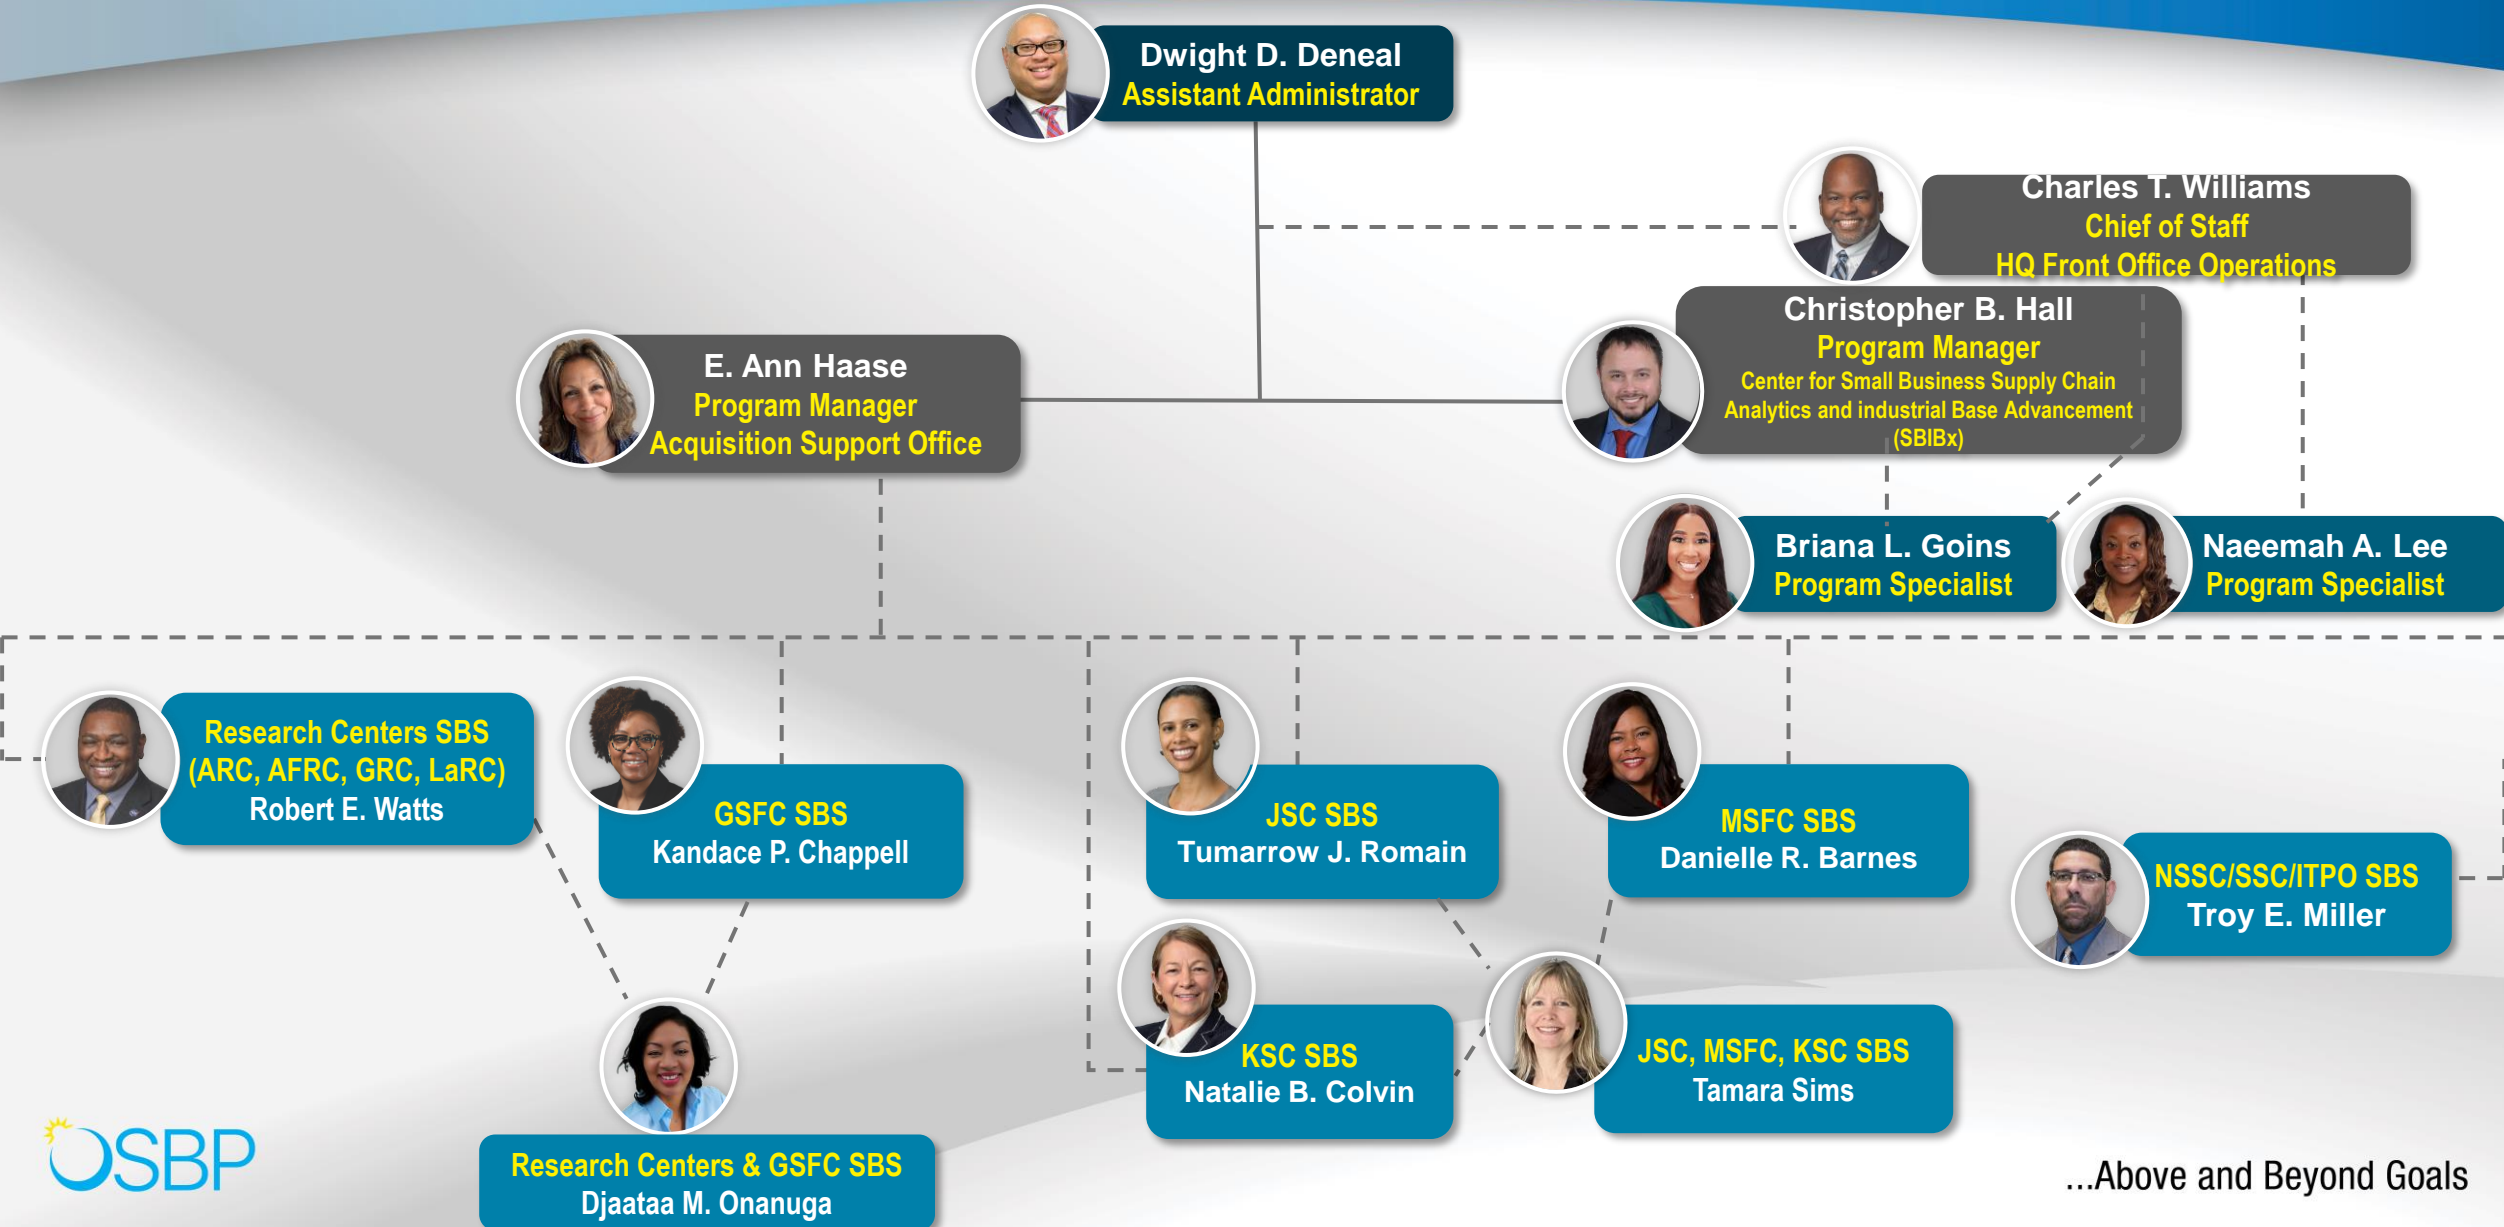 Dwight D. Deneal
Assistant Administrator
Charles T. Williams
Chief of Staff
HQ Front Office Operations
Christopher B. Hall
Program Manager
Center for Small Business Supply Chain
Analytics and industrial Base Advancement
(SBIBx)
E. Ann Haase
Program Manager
Acquisition Support Office
Briana L. Goins
Program Specialist
Naeemah A. Lee
Program Specialist
Research Centers SBS
(ARC, AFRC, GRC, LaRC)
Robert E. Watts
GSFC SBS
Kandace P. Chappell
JSC SBS
Tumarrow J. Romain
MSFC SBS
Danielle R. Barnes
NSSC/SSC/ITPO SBS
Troy E. Miller
KSC SBS
Natalie B. Colvin
JSC, MSFC, KSC SBS
Tamara Sims
Research Centers & GSFC SBS
Djaataa M. Onanuga
OSBP
...Above and Beyond Goals